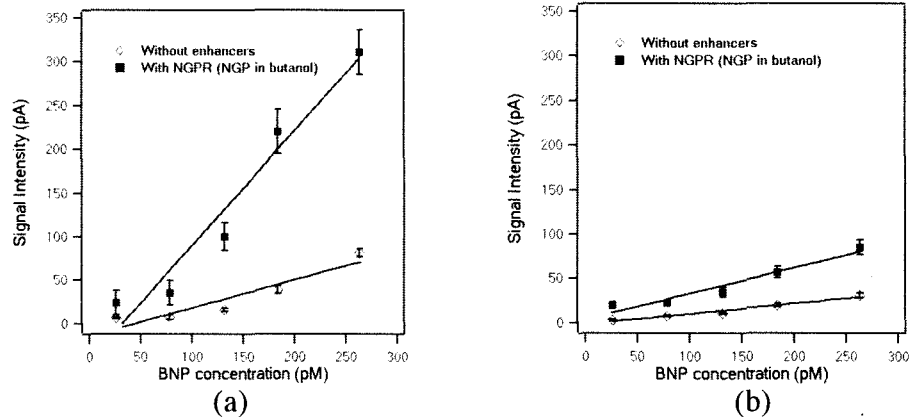 350
300
250
200
150
100
50
0
Signal Intensity (pA)
Without enhancers
With NGPR (NGP in butanol)
0 50 100 150 200 250 300
BNP concentration (pM)
(a)
350
300
250
200
150
100
50
0
Signal Intensity (pA)
Without enhancers
With NGPR (NGP in butanol)
0 50 100 150 200 250 300
BNP concentration (pM)
(b)